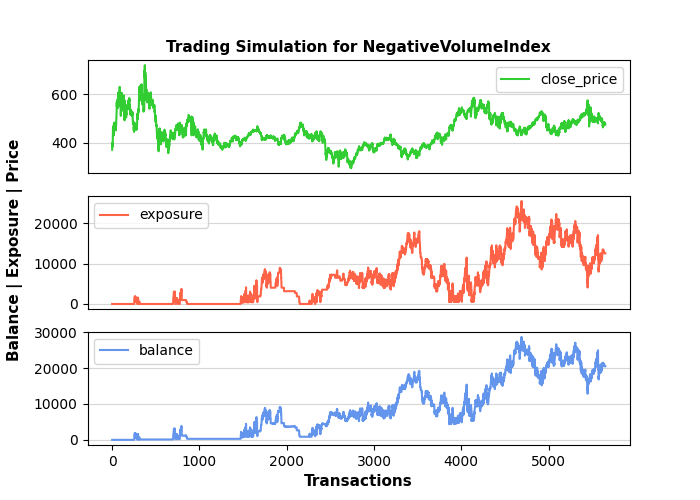 Trading Simulation for NegativeVolumeIndex
close_price
600
400
exposure
20000
10000
0
balance
30000
20000
10000
0
0 1000 2000 3000 4000 5000
Transactions
Balance | Exposure | Price